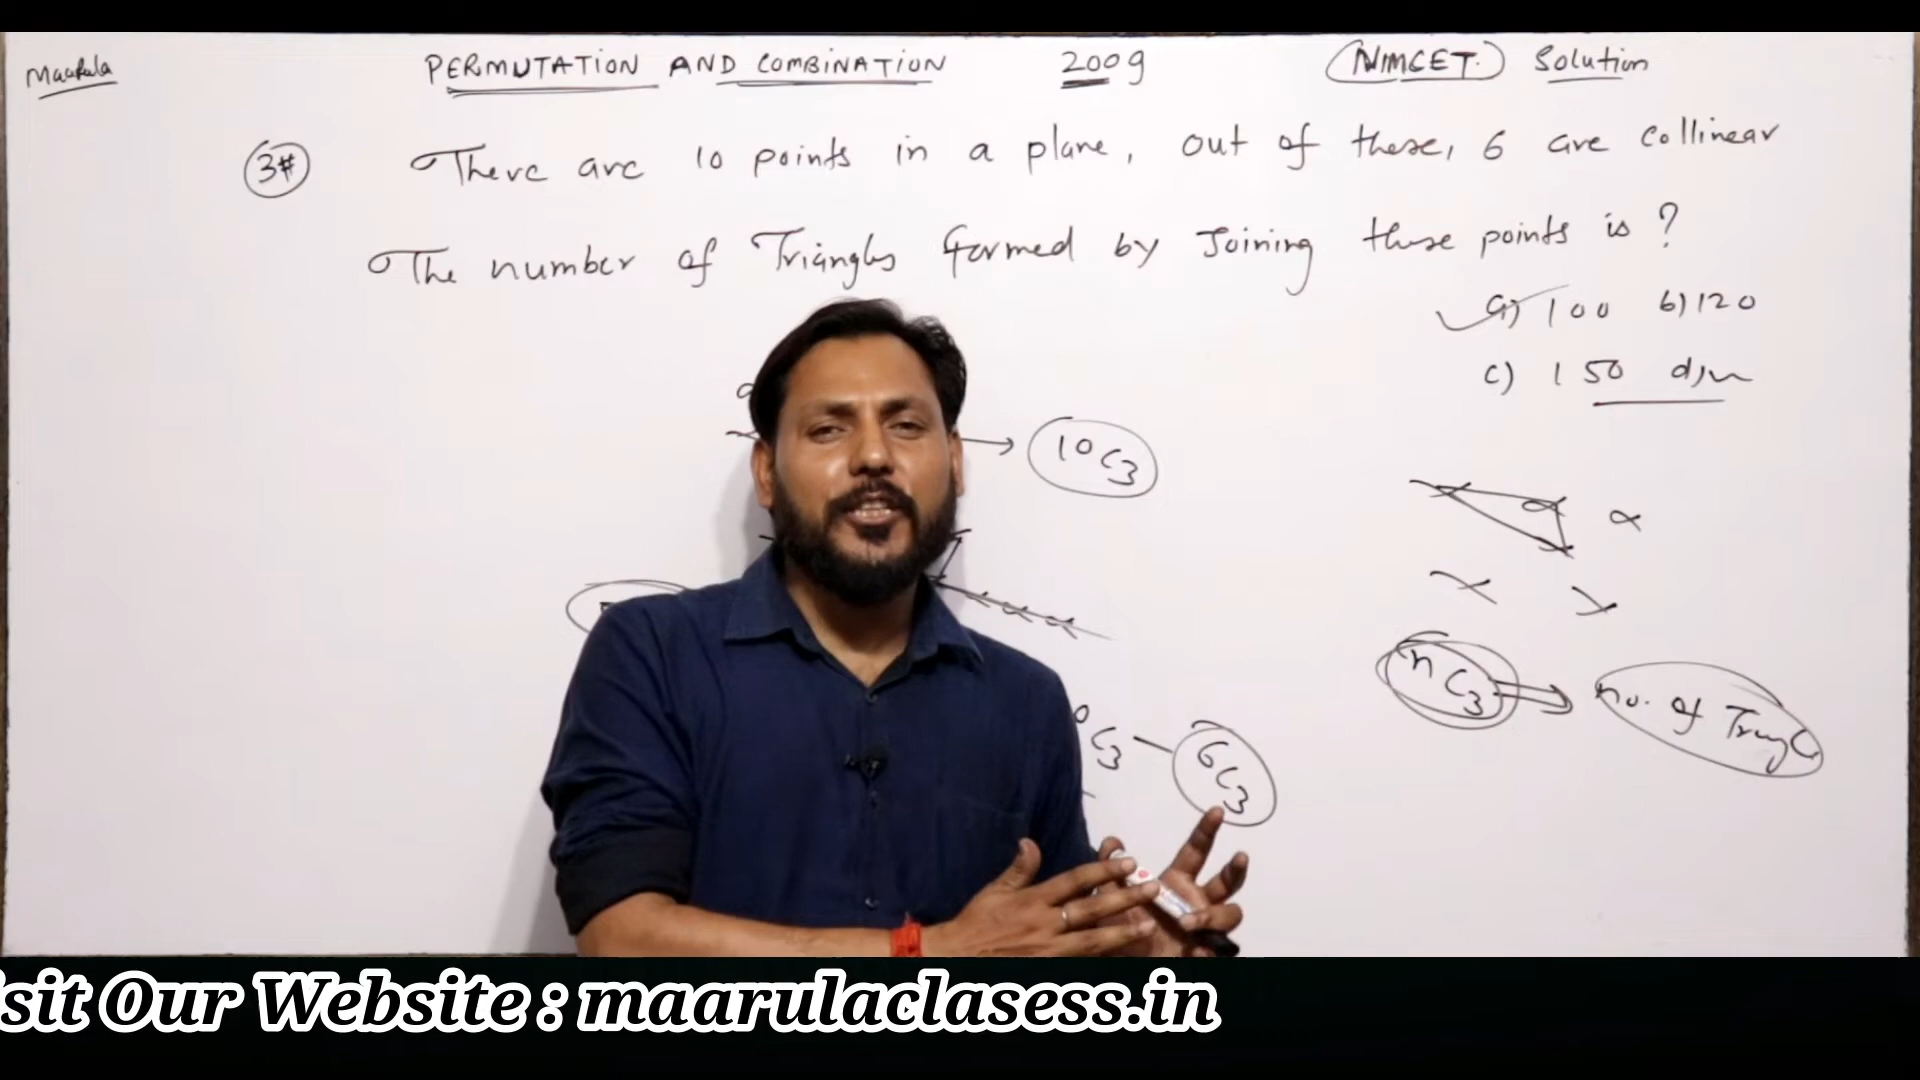 Maarula
PERMUTATION AND COMBINATION 2009 NIMCET Solution
3# There are 10 points in a plane, out of these, 6 are collinear
The number of Triangles formed by Joining these points is ?
a) 100 b) 120
c) 150 d)
10C3
C3 - 6C3
nC3 ⇒ no. of
sit Our Website : maarulaclasess.in